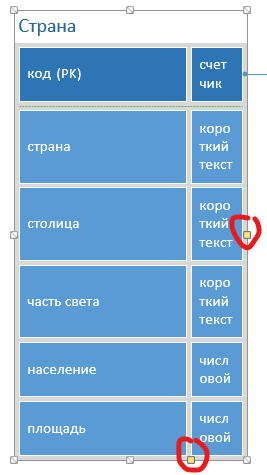 Страна
код (PK)
счет
чик
страна
коро
ткий
текст
столица
коро
ткий
текст
часть света
коро
ткий
текст
население
числ
овой
площадь
числ
овой